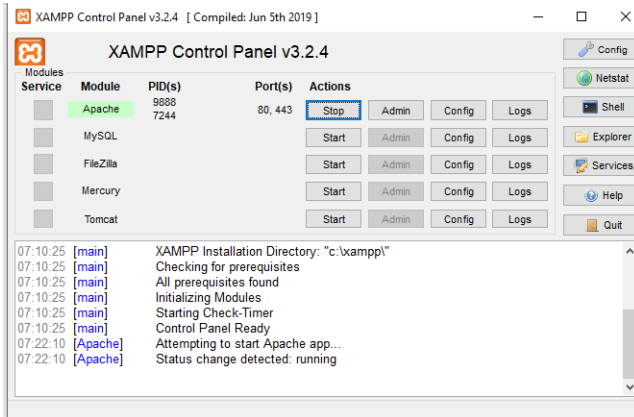 XAMPP Control Panel v3.2.4 [ Compiled: Jun 5th 2019 ]
XAMPP Control Panel v3.2.4
Config
Modules
Service Module PID(s) Port(s) Actions
Netstat
Apache 9888 7244 80, 443 Stop Admin Config Logs
Shell
MySQL Start Admin Config Logs
Explorer
FileZilla Start Admin Config Logs
Services
Mercury Start Admin Config Logs
Help
Tomcat Start Admin Config Logs
Quit
07:10:25 [main] XAMPP Installation Directory: "c:\xampp\"
07:10:25 [main] Checking for prerequisites
07:10:25 [main] All prerequisites found
07:10:25 [main] Initializing Modules
07:10:25 [main] Starting Check-Timer
07:10:25 [main] Control Panel Ready
07:22:10 [Apache] Attempting to start Apache app...
07:22:10 [Apache] Status change detected: running